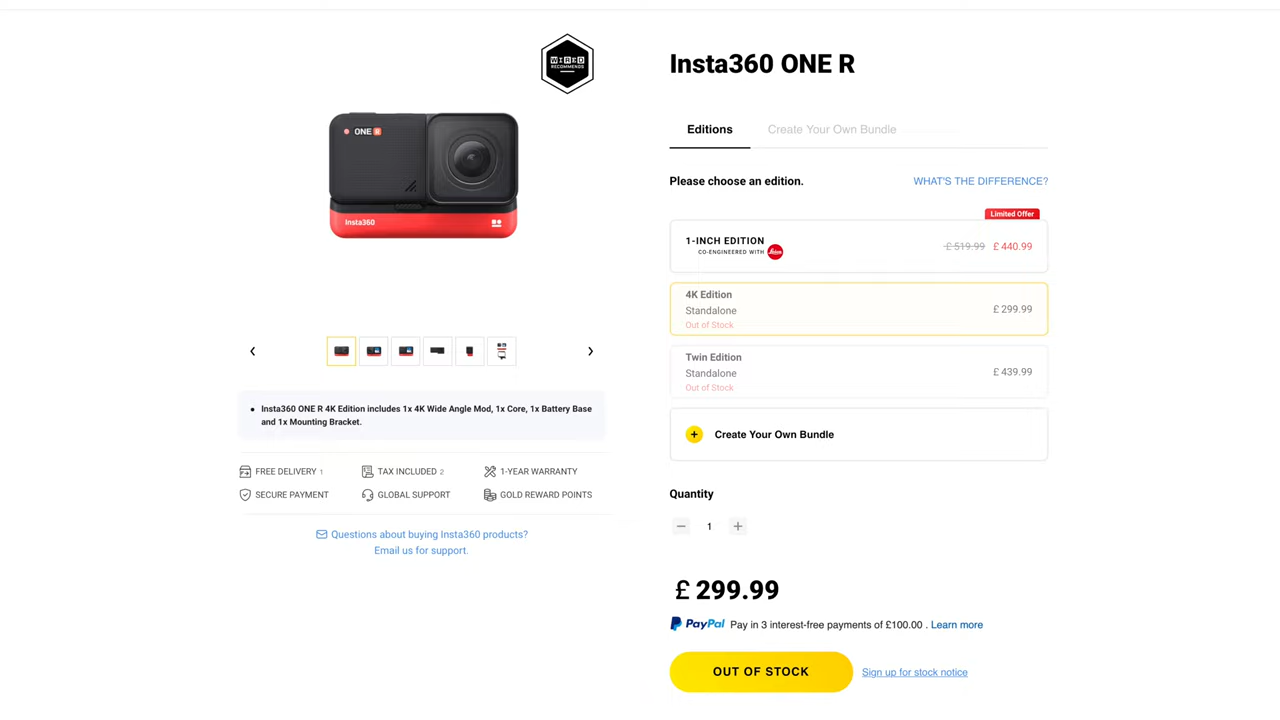 WIRED
RECOMMENDS
ONE R
Insta360
Insta360 ONE R 4K Edition includes 1x 4K Wide Angle Mod, 1x Core, 1x Battery Base
and 1x Mounting Bracket.
FREE DELIVERY 1
TAX INCLUDED 2
1-YEAR WARRANTY
SECURE PAYMENT
GLOBAL SUPPORT
GOLD REWARD POINTS
Questions about buying Insta360 products?
Email us for support.
Insta360 ONE R
Editions
Create Your Own Bundle
Please choose an edition.
WHAT'S THE DIFFERENCE?
Limited Offer
1-INCH EDITION
CO-ENGINEERED WITH Leica
£ 519.99 £ 440.99
4K Edition
Standalone
Out of Stock
£ 299.99
Twin Edition
Standalone
Out of Stock
£ 439.99
+ Create Your Own Bundle
Quantity
− 1 +
£ 299.99
PayPal Pay in 3 interest-free payments of £100.00 . Learn more
OUT OF STOCK
Sign up for stock notice